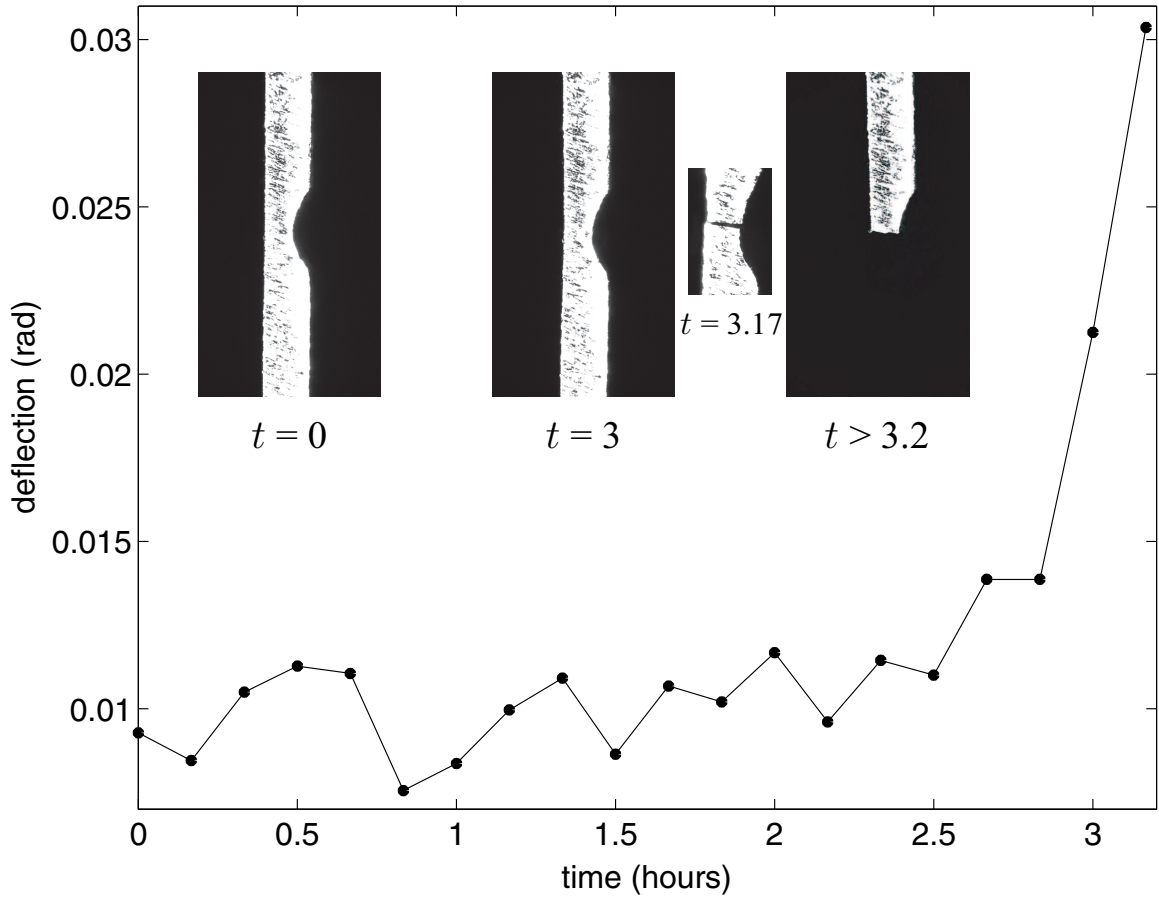 0.03
0.025
0.02
0.015
0.01
deflection (rad)
t = 0
t = 3
t = 3.17
t > 3.2
0
0.5
1
1.5
2
2.5
3
time (hours)